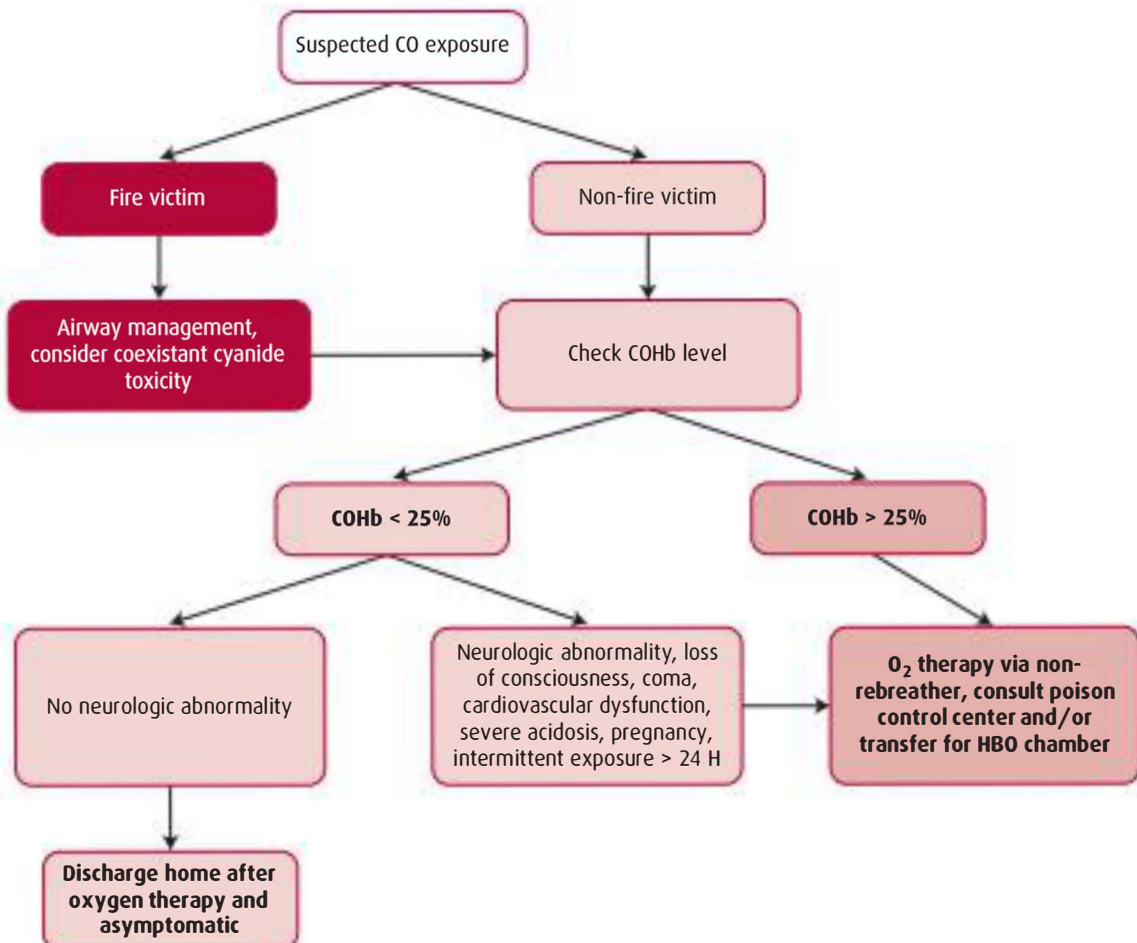 Suspected CO exposure
Fire victim
Non-fire victim
Airway management,
consider coexistant cyanide
toxicity
Check COHb level
COHb < 25%
COHb > 25%
No neurologic abnormality
Neurologic abnormality, loss
of consciousness, coma,
cardiovascular dysfunction,
severe acidosis, pregnancy,
intermittent exposure > 24 H
O₂ therapy via non-
rebreather, consult poison
control center and/or
transfer for HBO chamber
Discharge home after
oxygen therapy and
asymptomatic